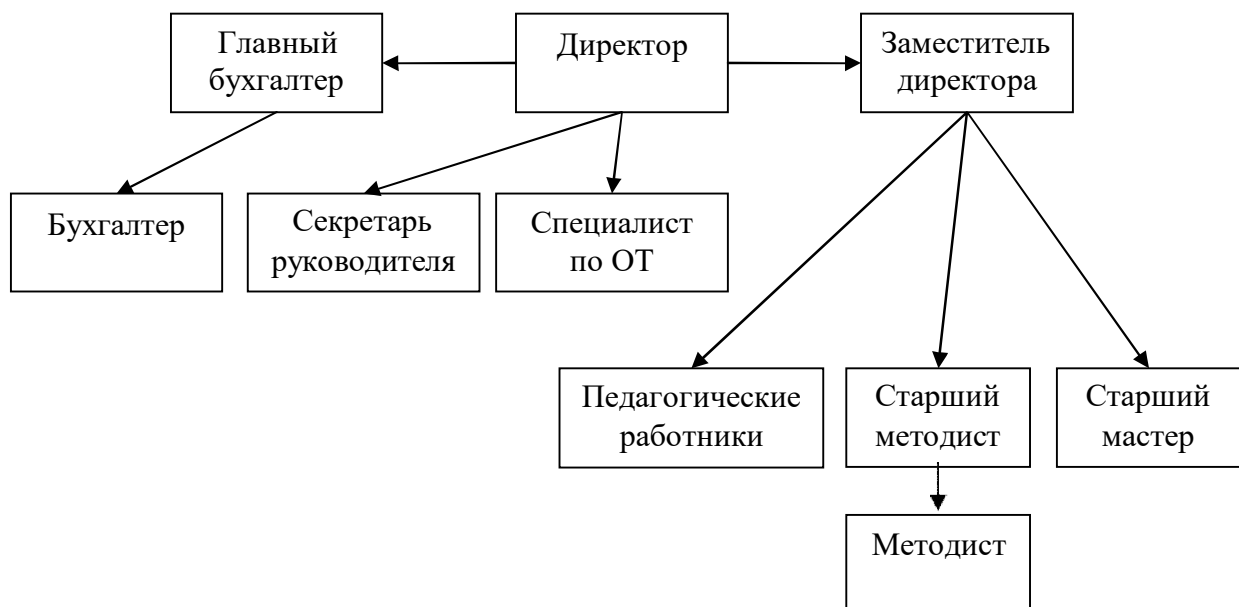 Главный
бухгалтер
Директор
Заместитель
директора
Бухгалтер
Секретарь
руководителя
Специалист
по ОТ
Педагогические
работники
Старший
методист
Старший
мастер
Методист